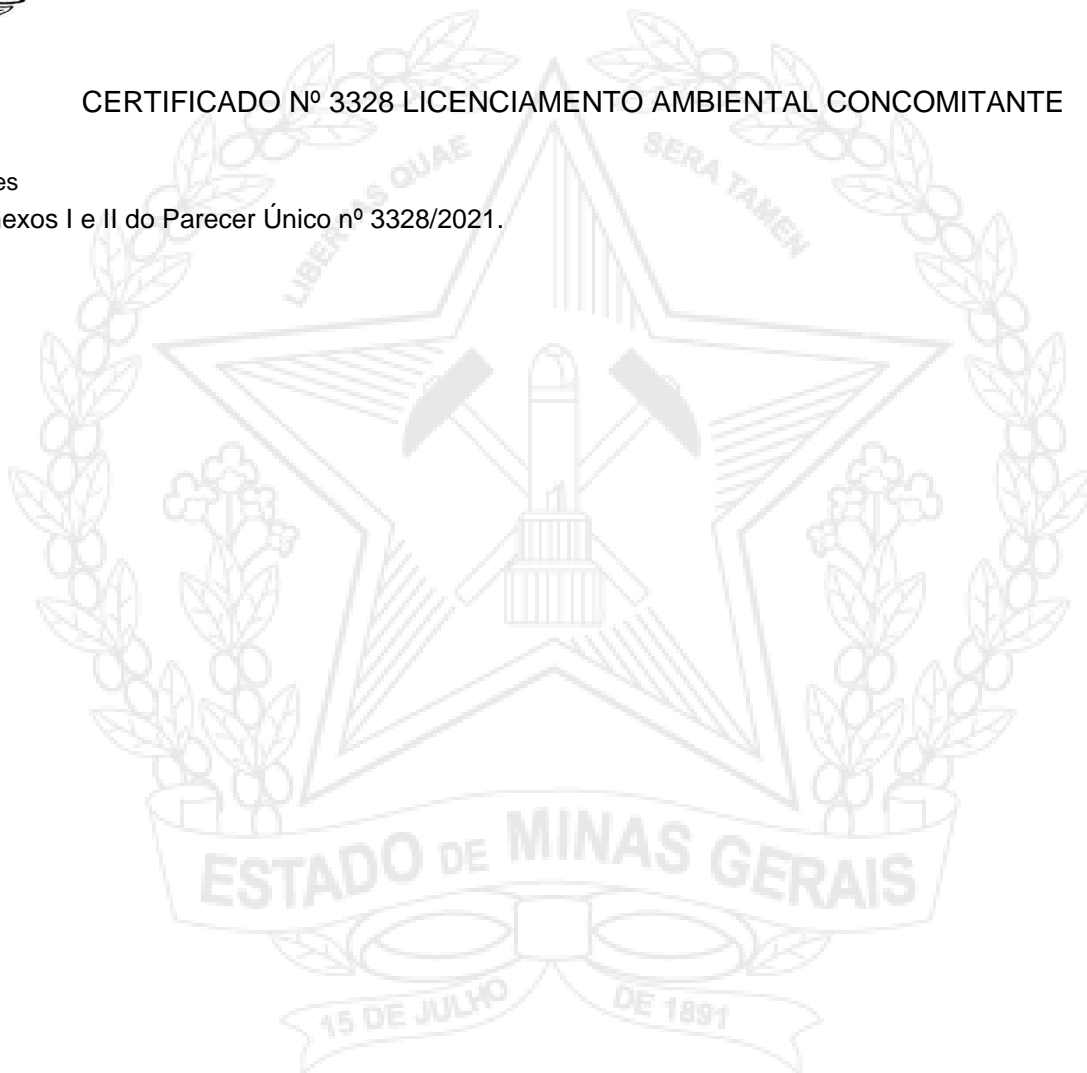 CERTIFICADO Nº 3328 LICENCIAMENTO AMBIENTAL CONCOMITANTE
es
nexos I e II do Parecer Único nº 3328/2021.
LIBERTAS QUAE SERA TAMEN
ESTADO DE MINAS GERAIS
15 DE JULHO DE 1891